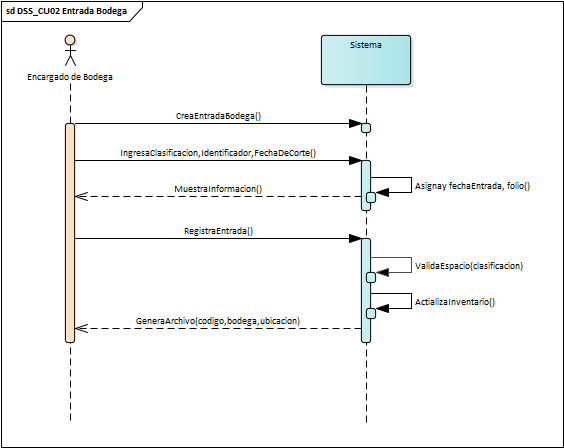 sd DSS_CU02 Entrada Bodega
Sistema
Encargado de Bodega
CreaEntradaBodega()
IngresaClasificacion,Identificador,FechaDeCorte()
Asignay fechaEntrada, folio()
MuestraInformacion()
RegistraEntrada()
ValidaEspacio(clasificacion)
ActializaInventario()
GeneraArchivo(codigo,bodega,ubicacion)